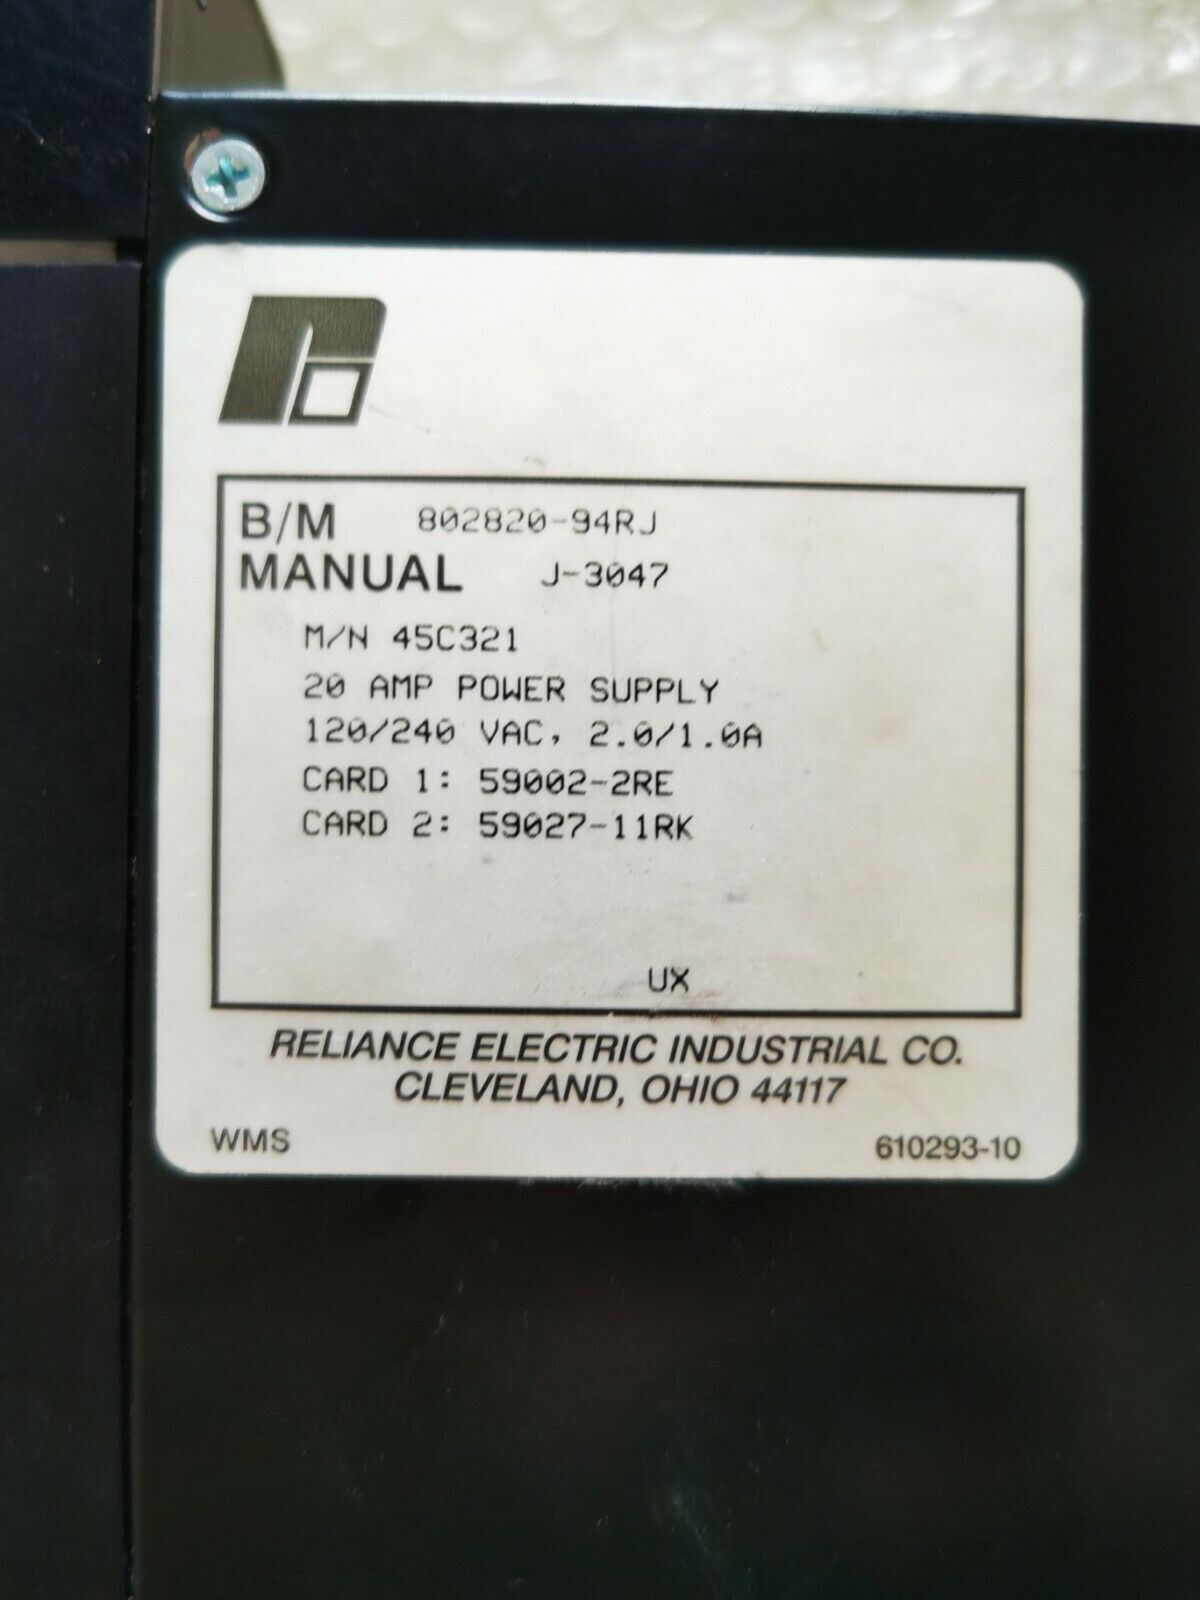 B/M 802820-94RJ
MANUAL J-3047
M/N 45C321
20 AMP POWER SUPPLY
120/240 VAC, 2.0/1.0A
CARD 1: 59002-2RE
CARD 2: 59027-11RK
UX
RELIANCE ELECTRIC INDUSTRIAL CO.
CLEVELAND, OHIO 44117
WMS 610293-10